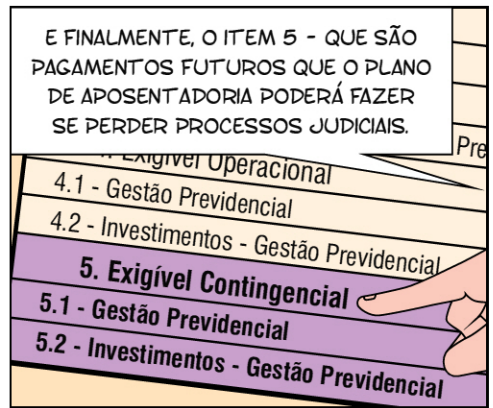 E FINALMENTE, O ITEM 5 - QUE SÃO
PAGAMENTOS FUTUROS QUE O PLANO
DE APOSENTADORIA PODERÁ FAZER
SE PERDER PROCESSOS JUDICIAIS.
Pre
Exigível Operacional
4.1 - Gestão Previdencial
4.2 - Investimentos - Gestão Previdencial
5. Exigível Contingencial
5.1 - Gestão Previdencial
5.2 - Investimentos - Gestão Previdencial